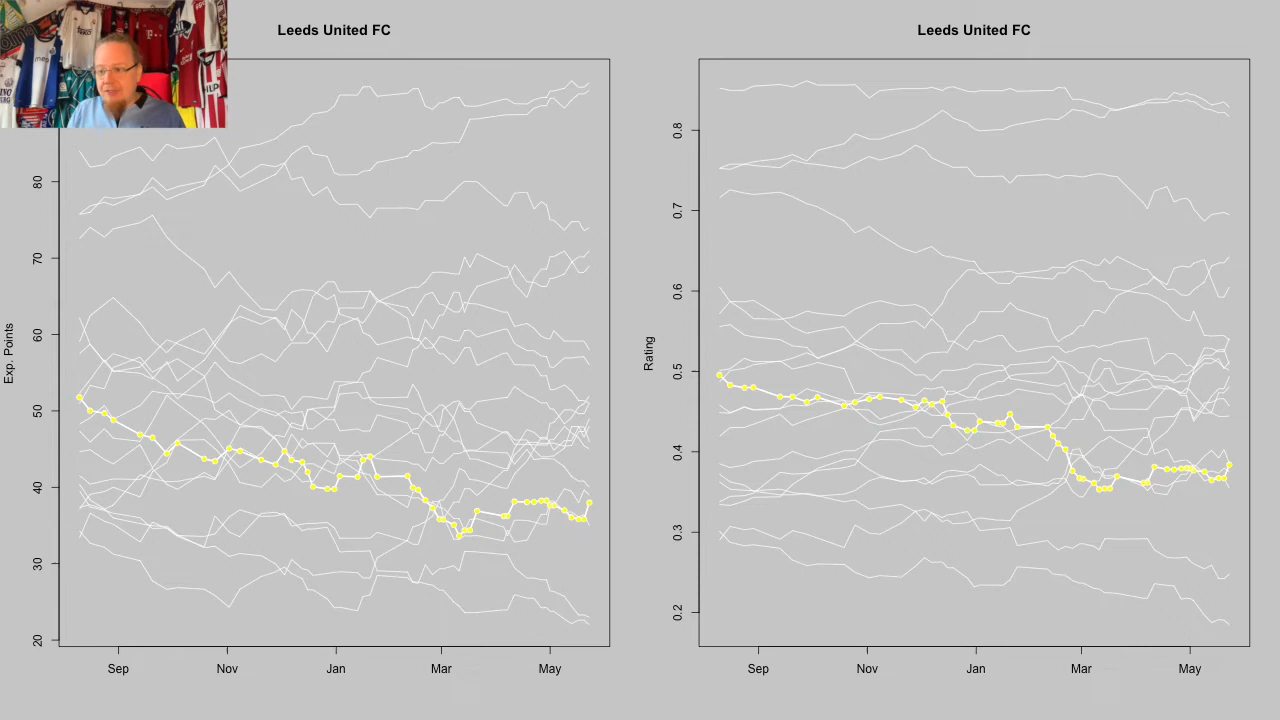 Leeds United FC
Leeds United FC
Exp. Points
20
30
40
50
60
70
80
Sep
Nov
Jan
Mar
May
Rating
0.2
0.3
0.4
0.5
0.6
0.7
0.8
Sep
Nov
Jan
Mar
May